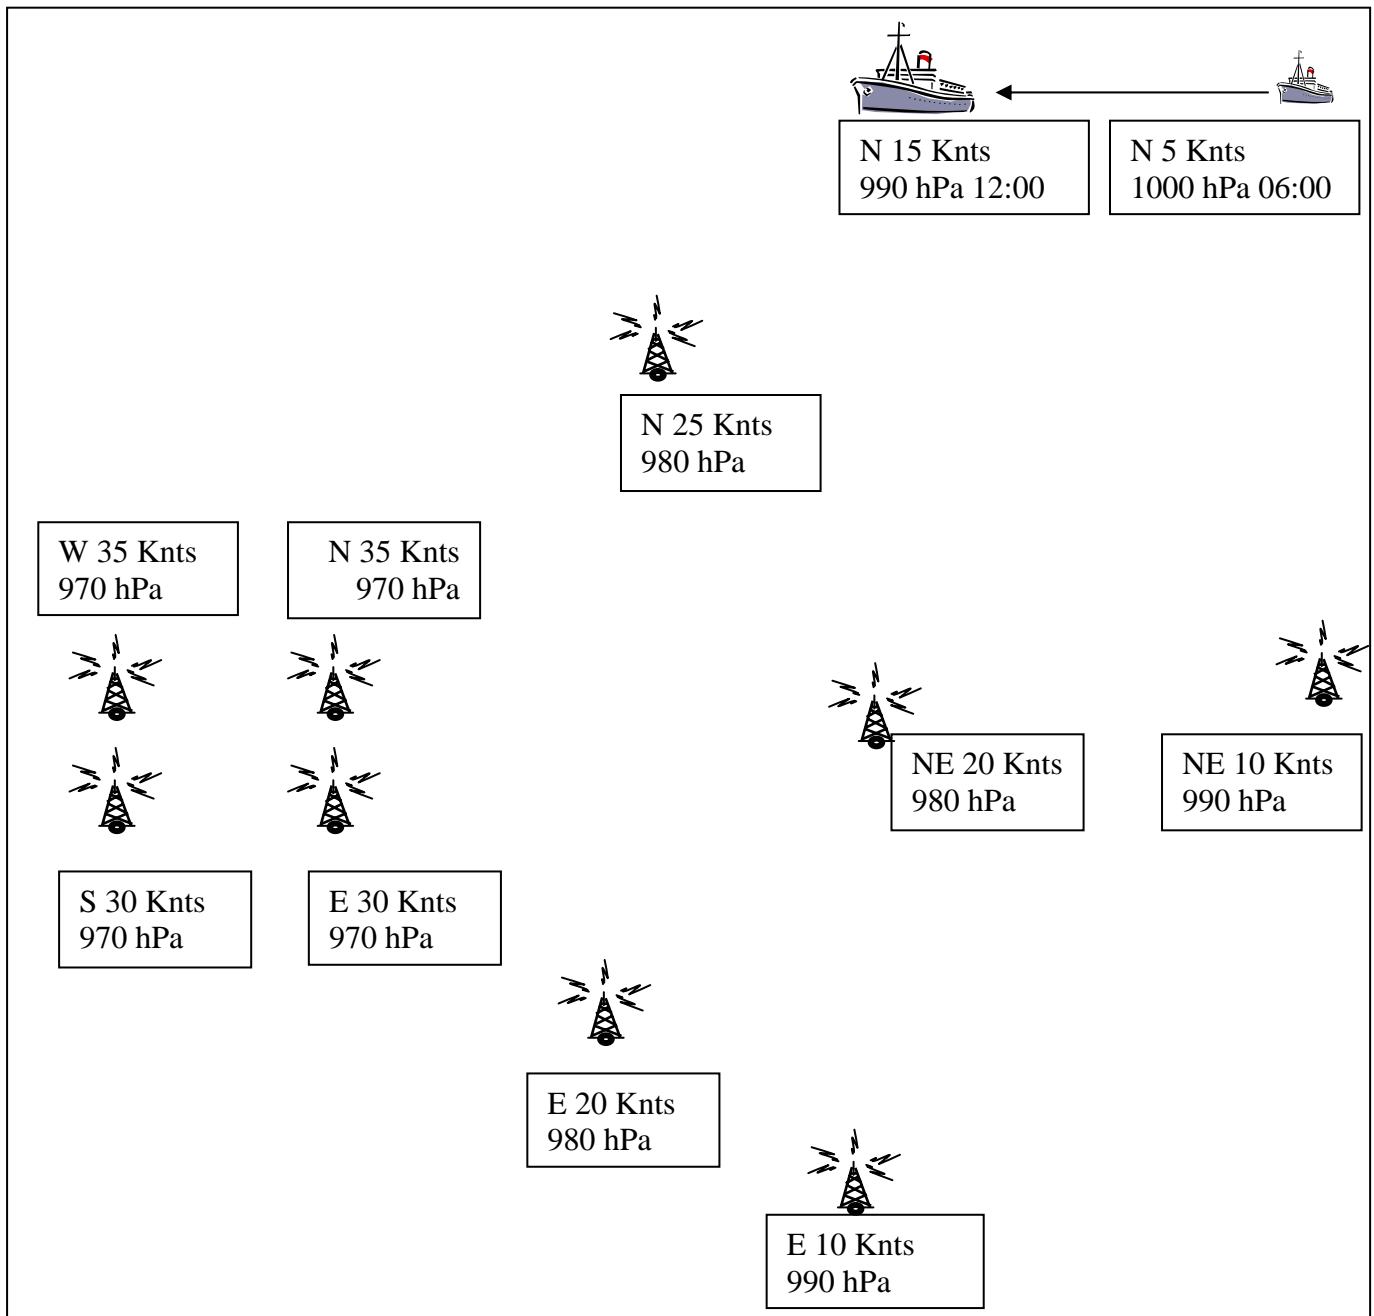 N 15 Knts
990 hPa 12:00
N 5 Knts
1000 hPa 06:00
N 25 Knts
980 hPa
W 35 Knts
970 hPa
N 35 Knts
970 hPa
NE 20 Knts
980 hPa
NE 10 Knts
990 hPa
S 30 Knts
970 hPa
E 30 Knts
970 hPa
E 20 Knts
980 hPa
E 10 Knts
990 hPa